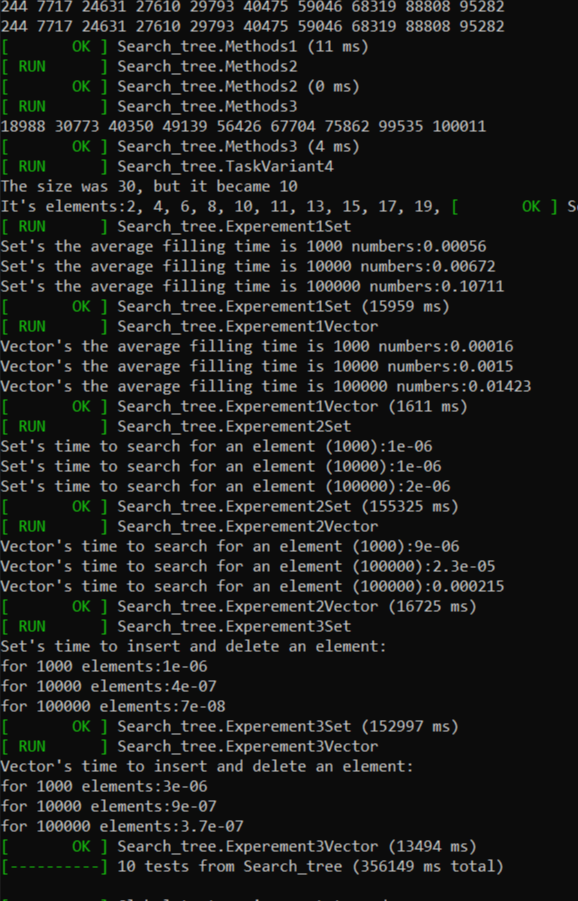 244 7717 24631 27610 29793 40475 59046 68319 88808 95282
244 7717 24631 27610 29793 40475 59046 68319 88808 95282
[       OK ] Search_tree.Methods1 (11 ms)
[ RUN      ] Search_tree.Methods2
[       OK ] Search_tree.Methods2 (0 ms)
[ RUN      ] Search_tree.Methods3
18988 30773 40350 49139 56426 67704 75862 99535 100011
[       OK ] Search_tree.Methods3 (4 ms)
[ RUN      ] Search_tree.TaskVariant4
The size was 30, but it became 10
It's elements:2, 4, 6, 8, 10, 11, 13, 15, 17, 19, [       OK ] S
[ RUN      ] Search_tree.Experement1Set
Set's the average filling time is 1000 numbers:0.00056
Set's the average filling time is 10000 numbers:0.00672
Set's the average filling time is 100000 numbers:0.10711
[       OK ] Search_tree.Experement1Set (15959 ms)
[ RUN      ] Search_tree.Experement1Vector
Vector's the average filling time is 1000 numbers:0.00016
Vector's the average filling time is 10000 numbers:0.0015
Vector's the average filling time is 100000 numbers:0.01423
[       OK ] Search_tree.Experement1Vector (1611 ms)
[ RUN      ] Search_tree.Experement2Set
Set's time to search for an element (1000):1e-06
Set's time to search for an element (10000):1e-06
Set's time to search for an element (100000):2e-06
[       OK ] Search_tree.Experement2Set (155325 ms)
[ RUN      ] Search_tree.Experement2Vector
Vector's time to search for an element (1000):9e-06
Vector's time to search for an element (100000):2.3e-05
Vector's time to search for an element (100000):0.000215
[       OK ] Search_tree.Experement2Vector (16725 ms)
[ RUN      ] Search_tree.Experement3Set
Set's time to insert and delete an element:
for 1000 elements:1e-06
for 10000 elements:4e-07
for 100000 elements:7e-08
[       OK ] Search_tree.Experement3Set (152997 ms)
[ RUN      ] Search_tree.Experement3Vector
Vector's time to insert and delete an element:
for 1000 elements:3e-06
for 10000 elements:9e-07
for 100000 elements:3.7e-07
[       OK ] Search_tree.Experement3Vector (13494 ms)
[----------] 10 tests from Search_tree (356149 ms total)